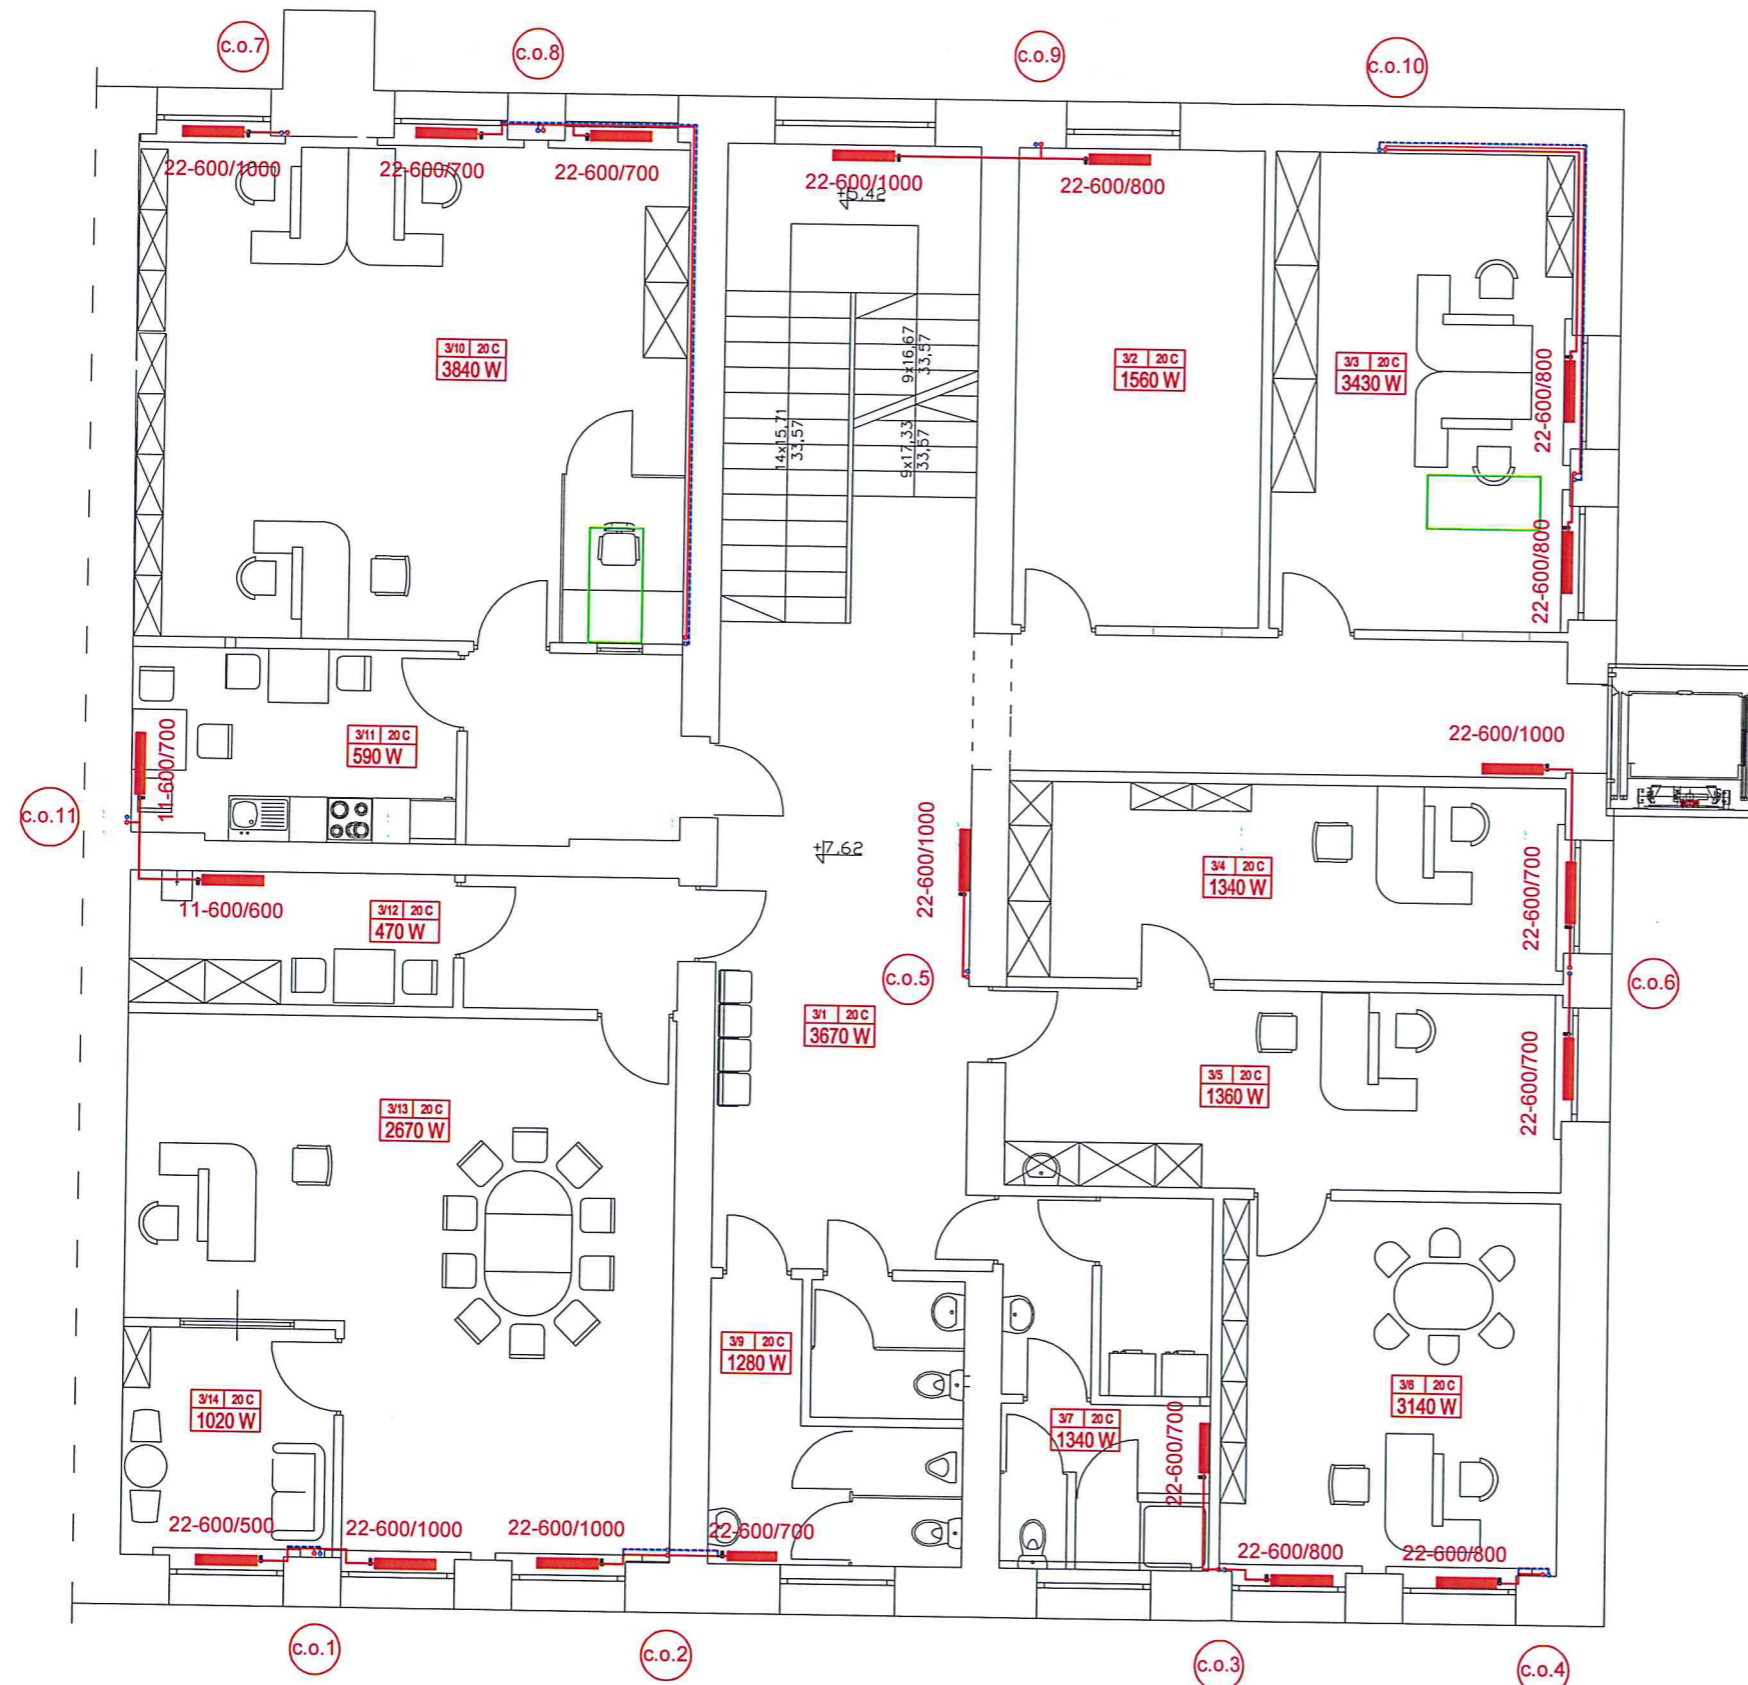 c.o.7
c.o.8
c.o.9
c.o.10
22-600/1000
22-600/700
22-600/700
22-600/1000
22-600/800
+5,42
3/10 20 C
3840 W
9x16,67
33,57
14x15,71
33,57
9x17,33
33,57
3/2 20 C
1560 W
3/3 20 C
3430 W
22-600/800
22-600/800
3/11 20 C
590 W
11-600/700
c.o.11
22-600/1000
+7,62
22-600/1000
3/4 20 C
1340 W
22-600/700
11-600/600
3/12 20 C
470 W
c.o.5
c.o.6
3/1 20 C
3670 W
3/5 20 C
1360 W
22-600/700
3/13 20 C
2670 W
3/9 20 C
1280 W
3/14 20 C
1020 W
3/7 20 C
1340 W
22-600/700
3/6 20 C
3140 W
22-600/500
22-600/1000
22-600/1000
22-600/700
22-600/800
22-600/800
c.o.1
c.o.2
c.o.3
c.o.4